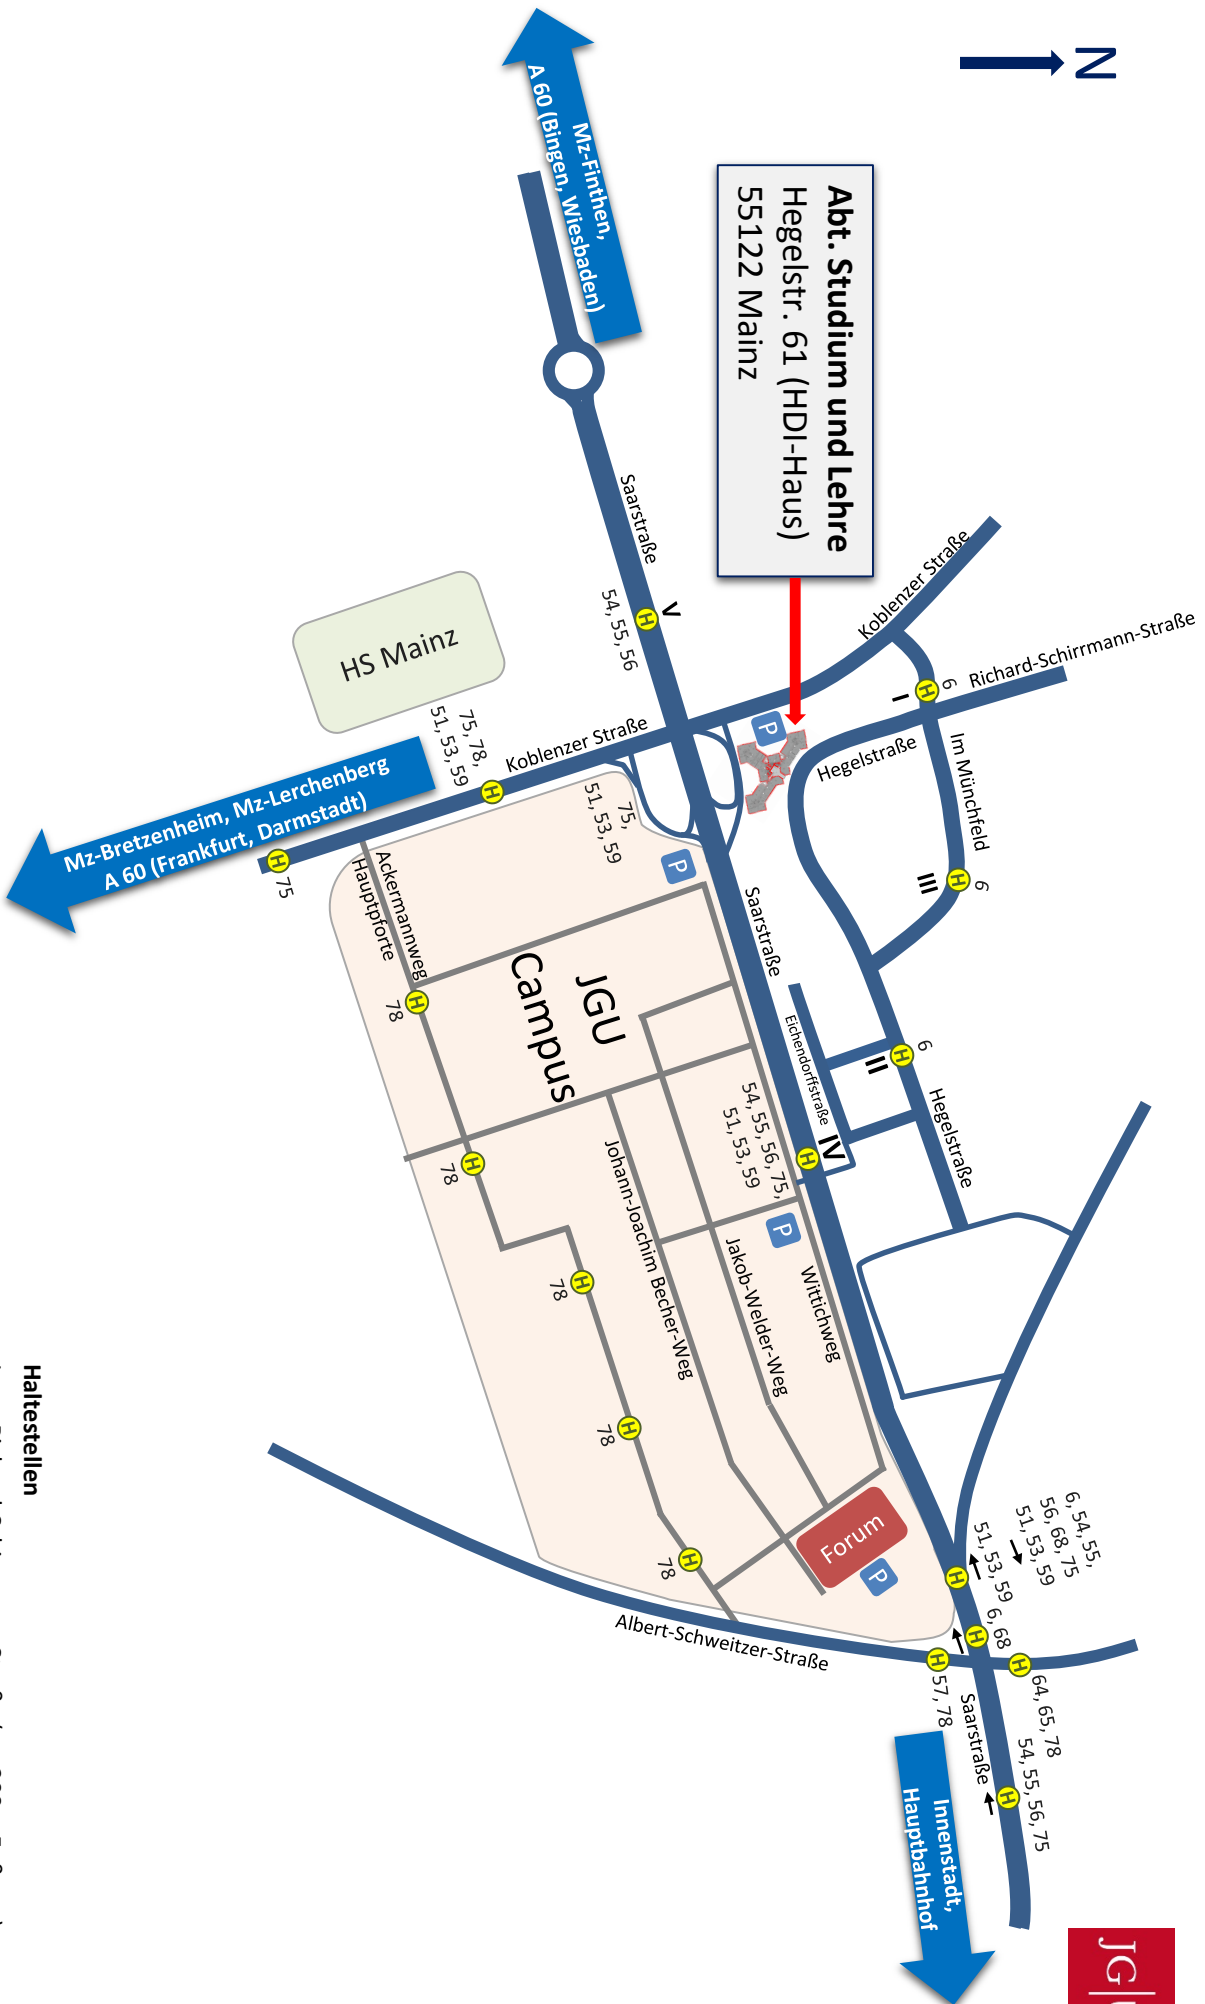 N
Mz-Finthen,
A 60 (Bingen, Wiesbaden)
Abt. Studium und Lehre
Hegelstr. 61 (HDI-Haus)
55122 Mainz
Koblenzer Straße
Richard-Schirrmann-Straße
6
I
Hegelstraße
Im Münchfeld
6
III
6
II
Hegelstraße
Saarstraße
V
H
54, 55, 56
P
HS Mainz
75, 78,
51, 53, 59
Koblenzer Straße
75,
51, 53, 59
P
Mz-Bretzenheim, Mz-Lerchenberg
A 60 (Frankfurt, Darmstadt)
H
75
Ackermannweg
Hauptpforte
H
78
JGU
Campus
Saarstraße
Eichendorffstraße
IV
H
54, 55, 56, 75,
51, 53, 59
P
Wittichweg
Jakob-Welder-Weg
Johann-Joachim Becher-Weg
H
78
H
78
H
78
H
78
Forum
P
6, 54, 55,
56, 68, 75
51, 53, 59
51, 53, 59
H
6, 68
H
H
64, 65, 78
H
57, 78
Albert-Schweitzer-Straße
Saarstraße
54, 55, 56, 75
H
Innenstadt,
Hauptbahnhof
JG
Haltestellen